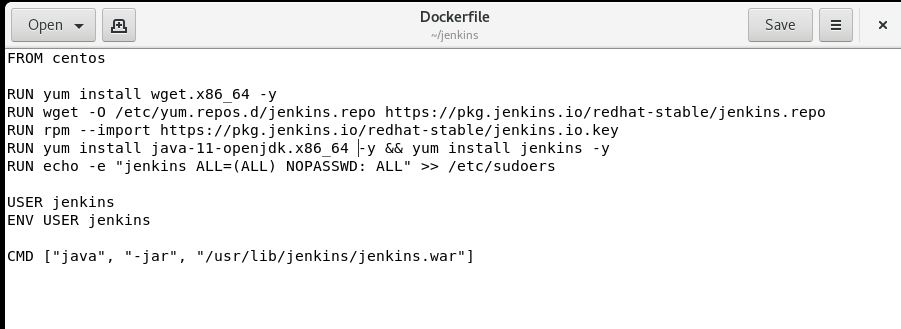 Open
Dockerfile
~/jenkins
Save
FROM centos
RUN yum install wget.x86_64 -y
RUN wget -O /etc/yum.repos.d/jenkins.repo https://pkg.jenkins.io/redhat-stable/jenkins.repo
RUN rpm --import https://pkg.jenkins.io/redhat-stable/jenkins.io.key
RUN yum install java-11-openjdk.x86_64 -y && yum install jenkins -y
RUN echo -e "jenkins ALL=(ALL) NOPASSWD: ALL" >> /etc/sudoers
USER jenkins
ENV USER jenkins
CMD ["java", "-jar", "/usr/lib/jenkins/jenkins.war"]